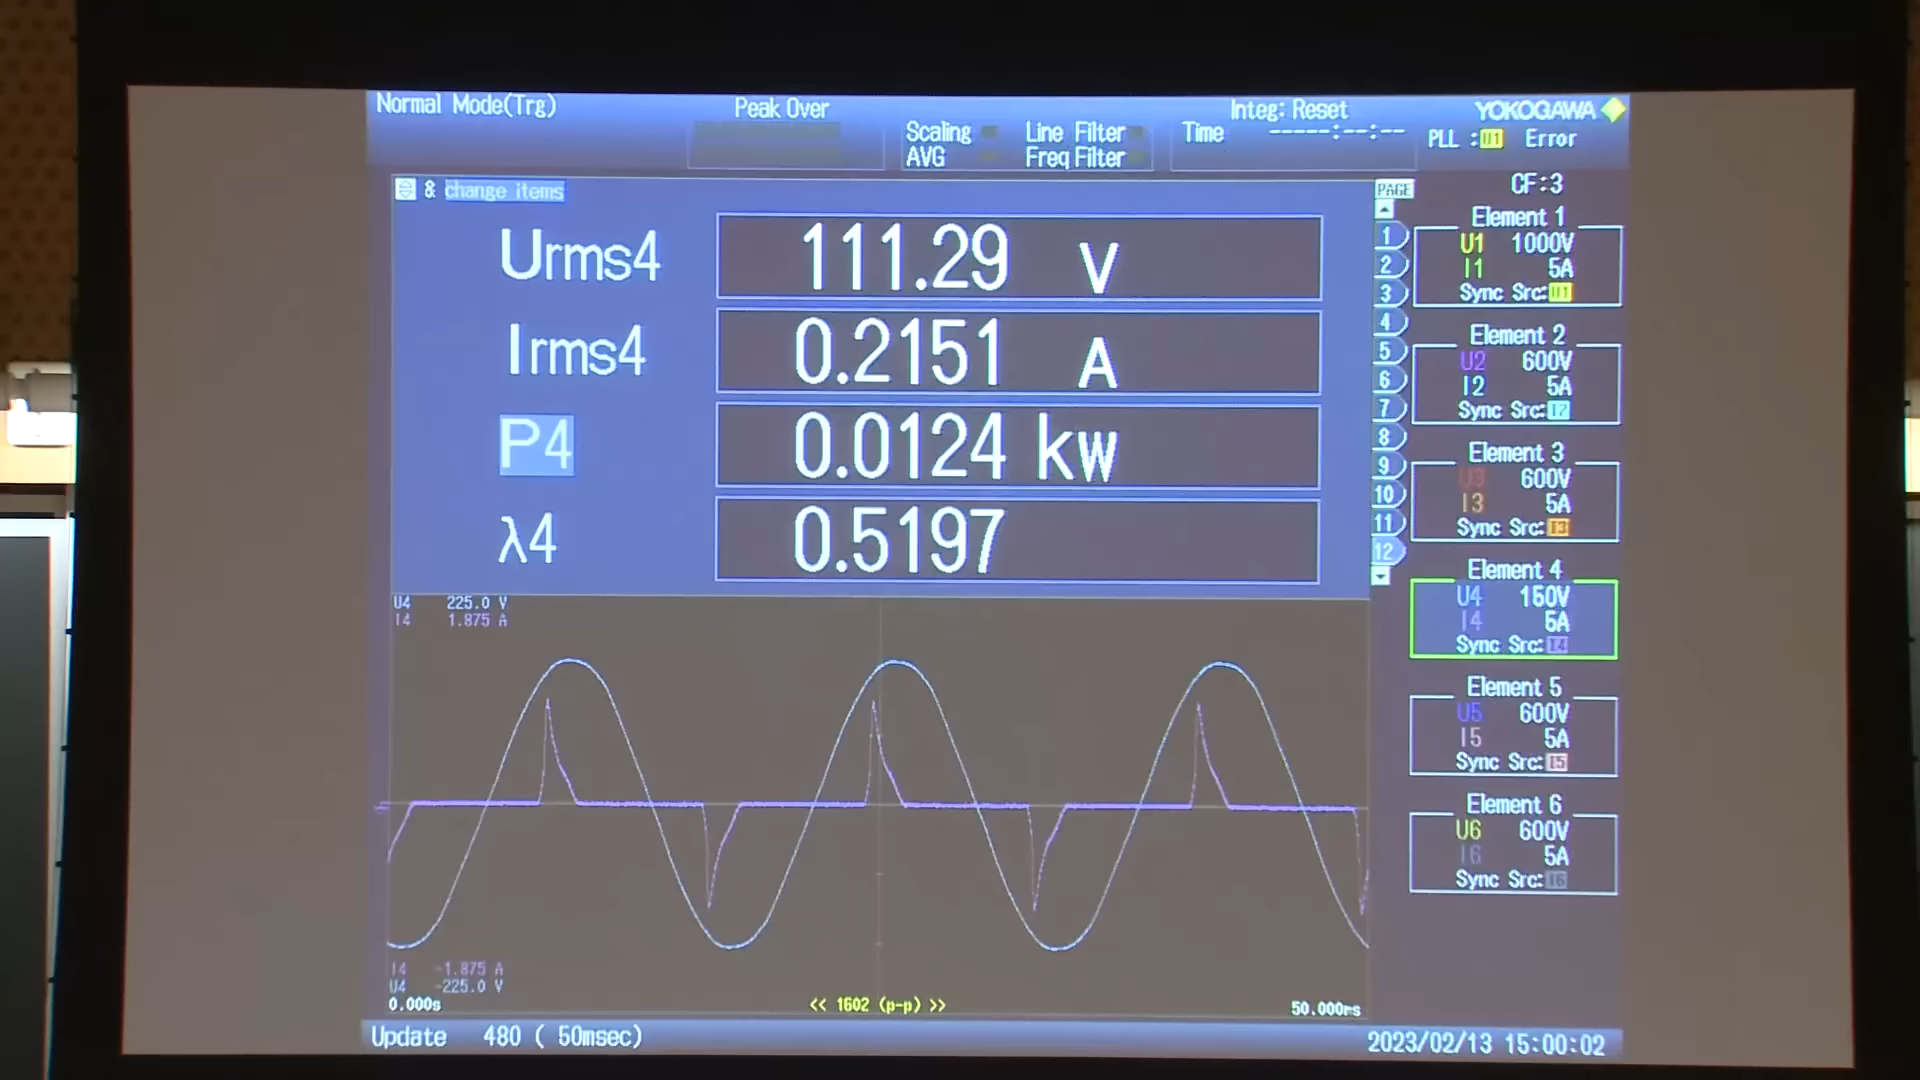 Normal Mode(Trg)
Peak Over
Scaling
AVG
Line Filter
Freq Filter
Integ: Reset
Time -----:--:--
YOKOGAWA
PLL :U1 Error
& change items
Urms4 111.29 V
Irms4 0.2151 A
P4 0.0124 kW
λ4 0.5197
PAGE
1
2
3
4
5
6
7
8
9
10
11
12
CF:3
Element 1
U1 1000V
I1 5A
Sync Src:U1
Element 2
U2 600V
I2 5A
Sync Src:I2
Element 3
U3 600V
I3 5A
Sync Src:I3
Element 4
U4 150V
I4 5A
Sync Src:I4
Element 5
U5 600V
I5 5A
Sync Src:I5
Element 6
U6 600V
I6 5A
Sync Src:I6
U4 225.0 V
I4 1.875 A
I4 -1.875 A
U4 -225.0 V
0.000s
<< 1602 (p-p) >>
50.000ms
Update 480 ( 50msec)
2023/02/13 15:00:02